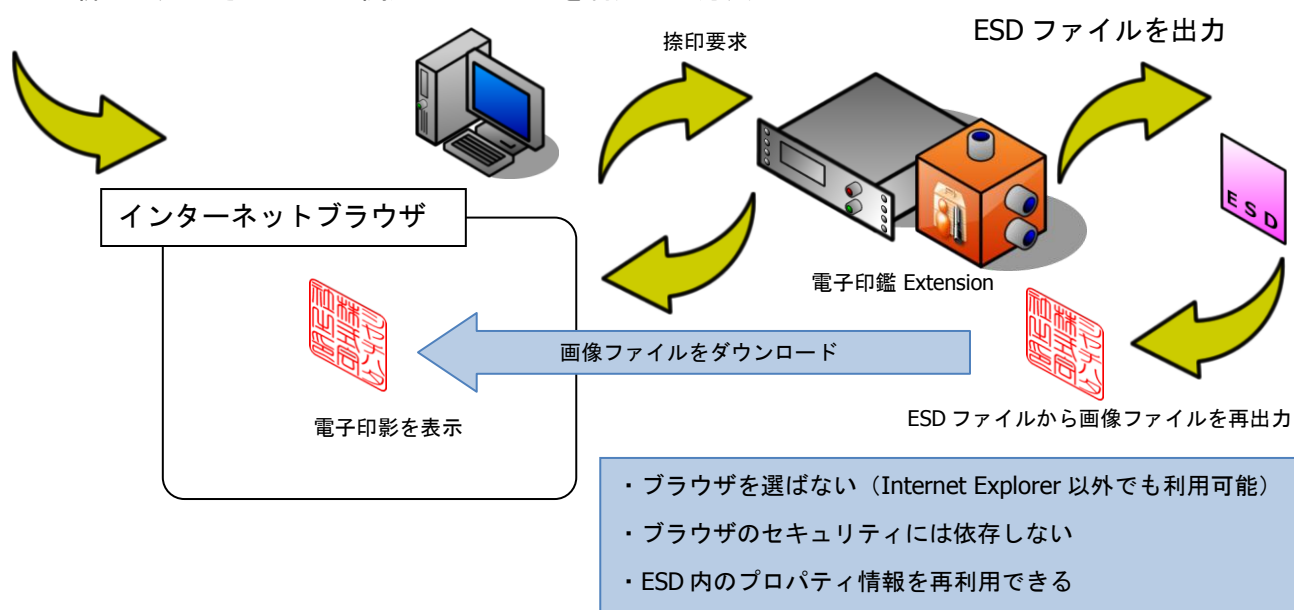 捺印要求
ESD ファイルを出力
インターネットブラウザ
ESD
電子印鑑 Extension
画像ファイルをダウンロード
電子印影を表示
ESD ファイルから画像ファイルを再出力
・ブラウザを選ばない（Internet Explorer 以外でも利用可能）
・ブラウザのセキュリティには依存しない
・ESD 内のプロパティ情報を再利用できる